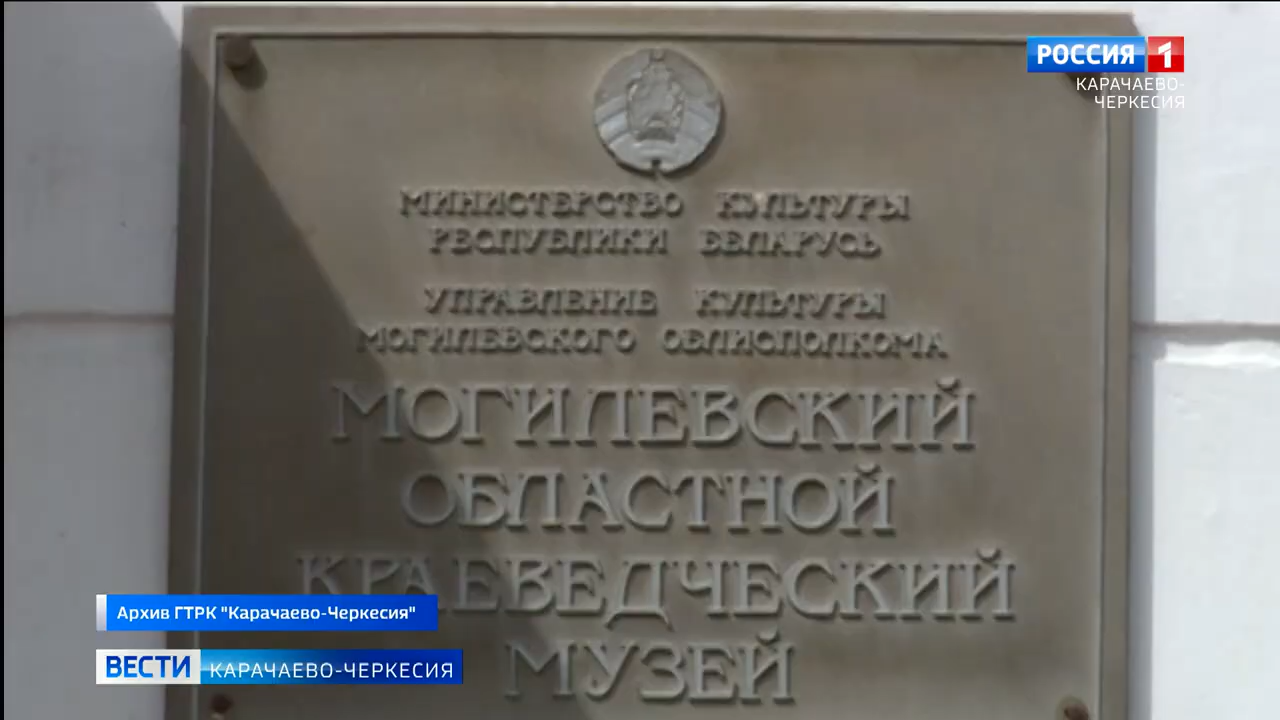 РОССИЯ 1
КАРАЧАЕВО-
ЧЕРКЕСИЯ
МИНИСТЕРСТВО КУЛЬТУРЫ
РЕСПУБЛИКИ БЕЛАРУСЬ
УПРАВЛЕНИЕ КУЛЬТУРЫ
МОГИЛЕВСКОГО ОБЛИСПОЛКОМА
МОГИЛЕВСКИЙ
ОБЛАСТНОЙ
КРАЕВЕДЧЕСКИЙ
МУЗЕЙ
Архив ГТРК "Карачаево-Черкесия"
ВЕСТИ КАРАЧАЕВО-ЧЕРКЕСИЯ